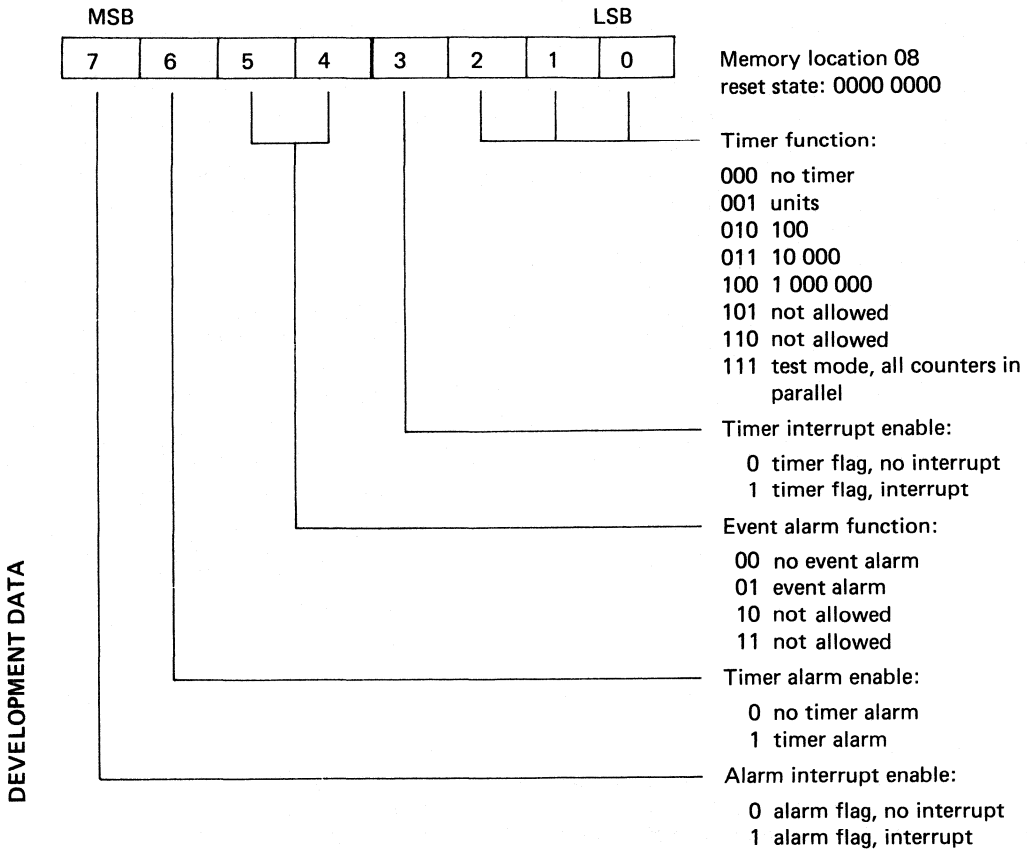 MSB LSB
7 6 5 4 3 2 1 0
Memory location 08
reset state: 0000 0000
Timer function:
000 no timer
001 units
010 100
011 10 000
100 1 000 000
101 not allowed
110 not allowed
111 test mode, all counters in
parallel
Timer interrupt enable:
0 timer flag, no interrupt
1 timer flag, interrupt
Event alarm function:
00 no event alarm
01 event alarm
10 not allowed
11 not allowed
Timer alarm enable:
0 no timer alarm
1 timer alarm
Alarm interrupt enable:
0 alarm flag, no interrupt
1 alarm flag, interrupt
DEVELOPMENT DATA